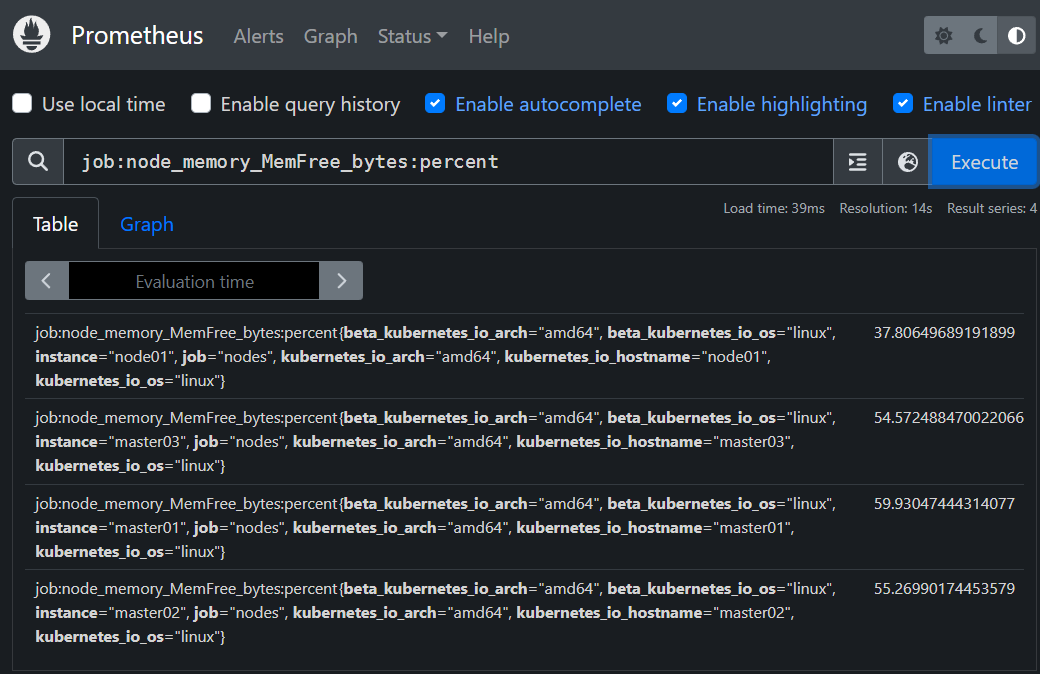 Prometheus Alerts Graph Status Help
Use local time Enable query history Enable autocomplete Enable highlighting Enable linter
job:node_memory_MemFree_bytes:percent Execute
Table Graph Load time: 39ms Resolution: 14s Result series: 4
Evaluation time
job:node_memory_MemFree_bytes:percent{beta_kubernetes_io_arch="amd64", beta_kubernetes_io_os="linux", 37.80649689191899
instance="node01", job="nodes", kubernetes_io_arch="amd64", kubernetes_io_hostname="node01",
kubernetes_io_os="linux"}
job:node_memory_MemFree_bytes:percent{beta_kubernetes_io_arch="amd64", beta_kubernetes_io_os="linux", 54.572488470022066
instance="master03", job="nodes", kubernetes_io_arch="amd64", kubernetes_io_hostname="master03",
kubernetes_io_os="linux"}
job:node_memory_MemFree_bytes:percent{beta_kubernetes_io_arch="amd64", beta_kubernetes_io_os="linux", 59.93047444314077
instance="master01", job="nodes", kubernetes_io_arch="amd64", kubernetes_io_hostname="master01",
kubernetes_io_os="linux"}
job:node_memory_MemFree_bytes:percent{beta_kubernetes_io_arch="amd64", beta_kubernetes_io_os="linux", 55.26990174453579
instance="master02", job="nodes", kubernetes_io_arch="amd64", kubernetes_io_hostname="master02",
kubernetes_io_os="linux"}